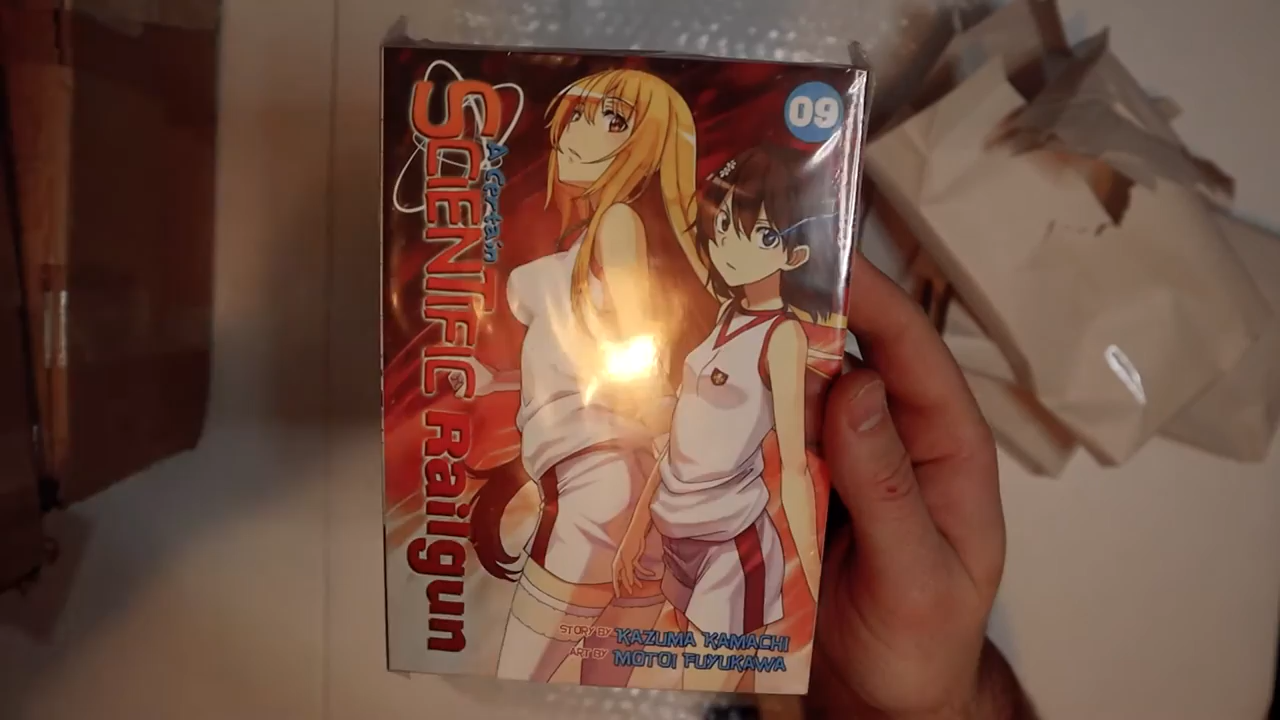 A Certain
SCIENTIFIC RAilgun
09
STORY BY KAZUMA KAMACHI
ART BY MOTOI FUYUKAWA